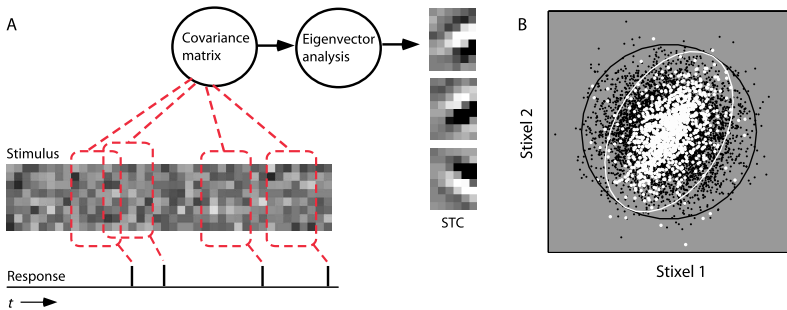 A
Covariance
matrix
Eigenvector
analysis
Stimulus
STC
Response
t
B
Stixel 2
Stixel 1